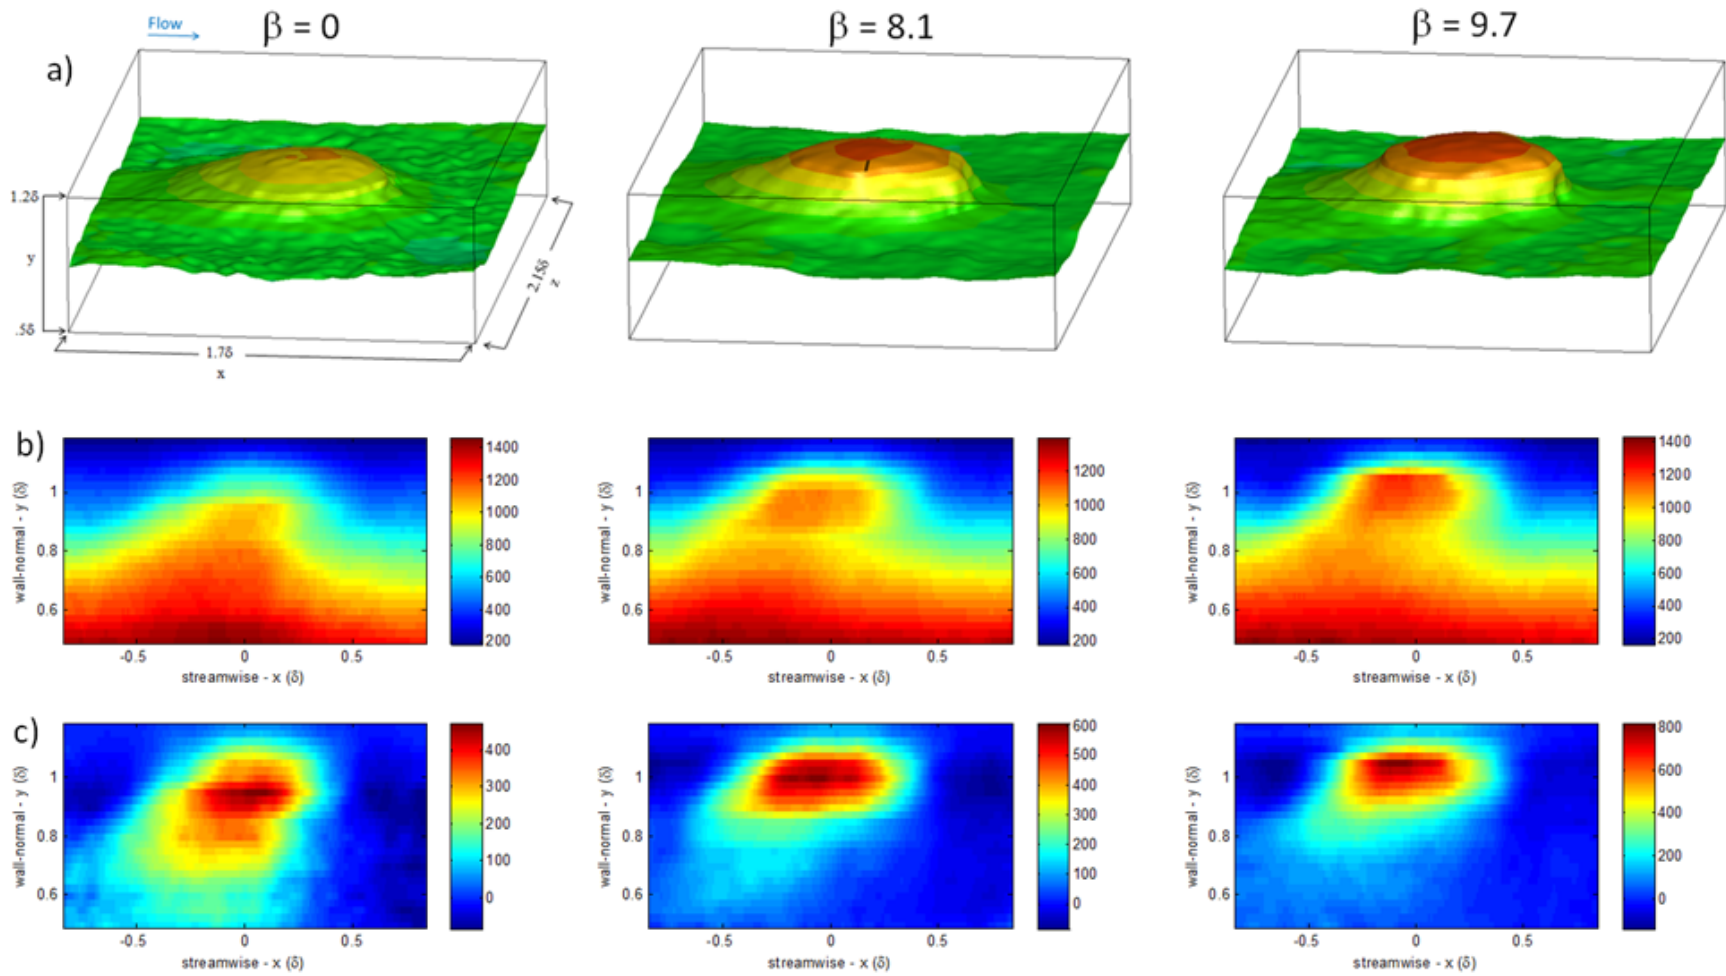 Flow
β = 0
β = 8.1
β = 9.7
a)
1.2δ
y
.5δ
1.7δ
x
2.15δ
z
b)
wall-normal - y (δ)
1
0.8
0.6
-0.5
0
0.5
streamwise - x (δ)
1400
1200
1000
800
600
400
200
wall-normal - y (δ)
1
0.8
0.6
-0.5
0
0.5
streamwise - x (δ)
1200
1000
800
600
400
200
wall-normal - y (δ)
1
0.8
0.6
-0.5
0
0.5
streamwise - x (δ)
1400
1200
1000
800
600
400
200
c)
wall-normal - y (δ)
1
0.8
0.6
-0.5
0
0.5
streamwise - x (δ)
400
300
200
100
0
wall-normal - y (δ)
1
0.8
0.6
-0.5
0
0.5
streamwise - x (δ)
600
500
400
300
200
100
0
wall-normal - y (δ)
1
0.8
0.6
-0.5
0
0.5
streamwise - x (δ)
800
600
400
200
0